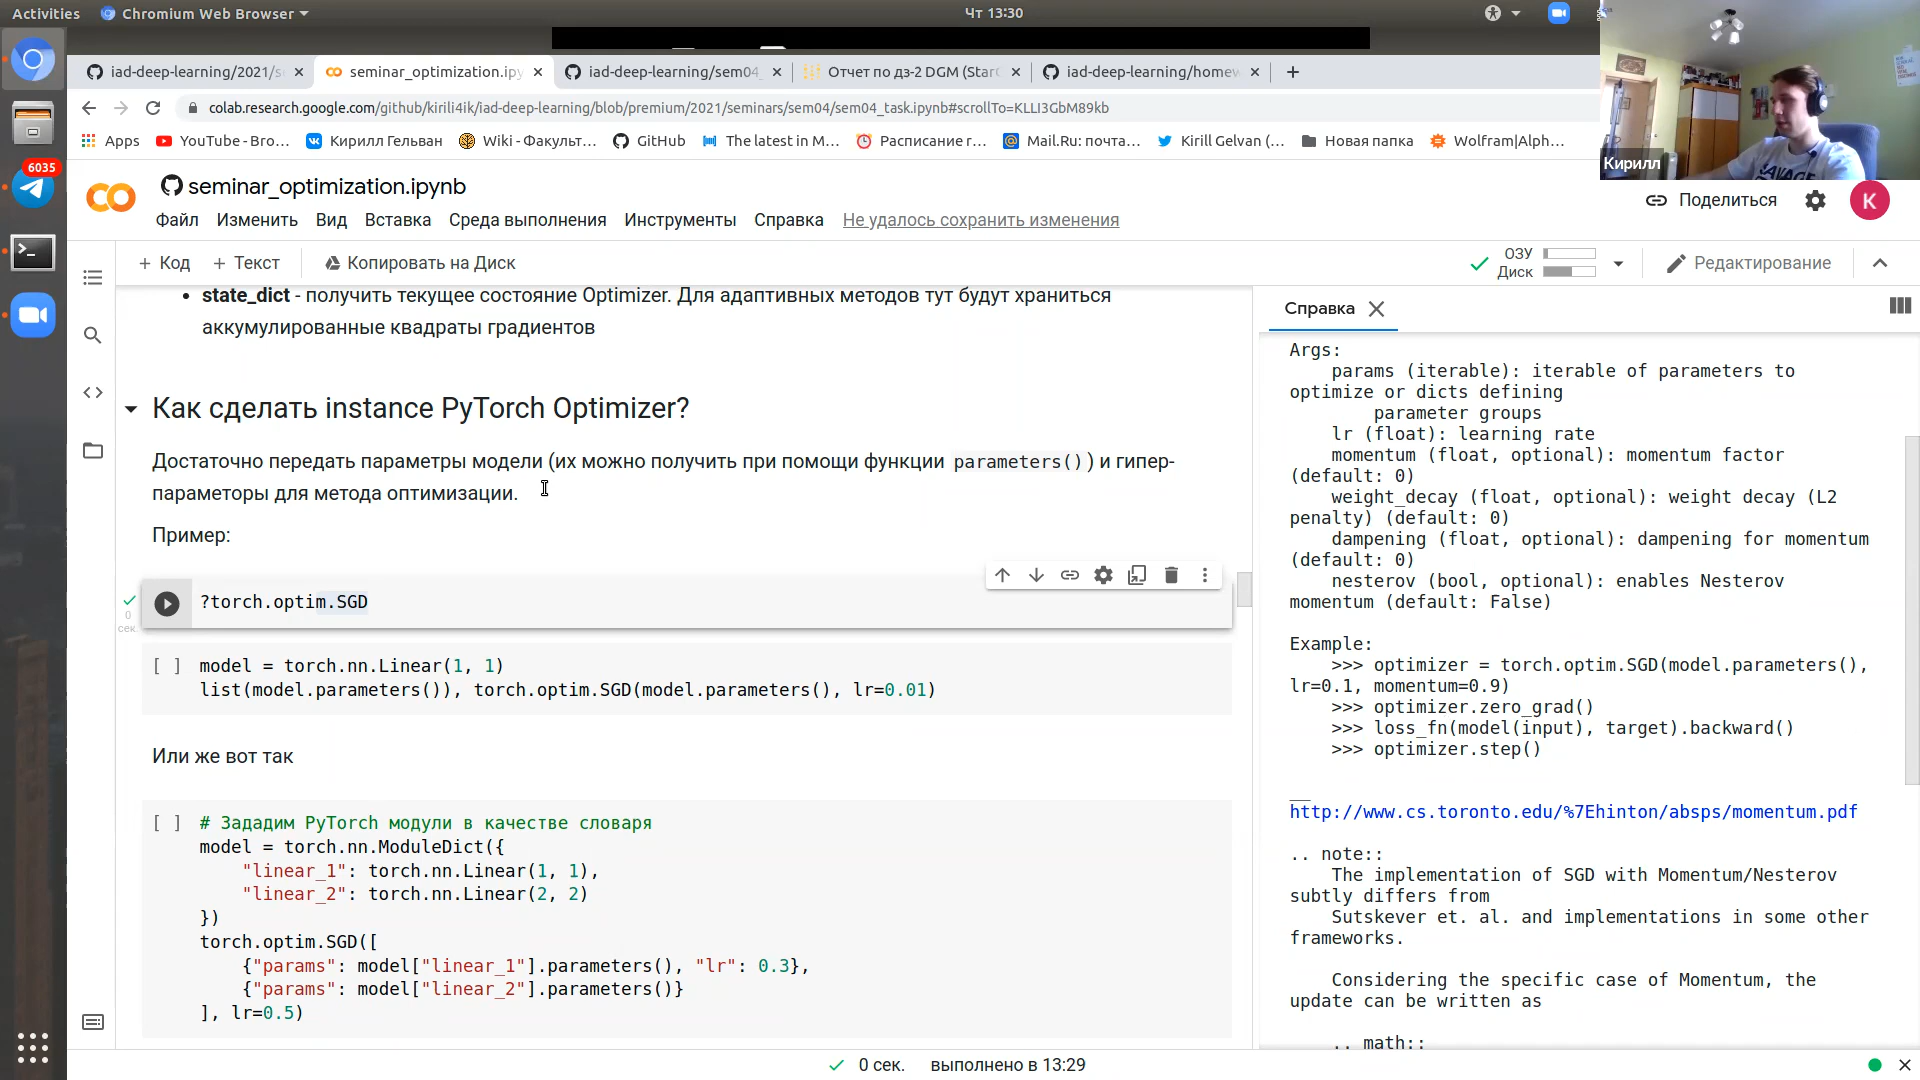 Activities
Chromium Web Browser
Чт 13:30
iad-deep-learning/2021/s
seminar_optimization.ipy
iad-deep-learning/sem04_
Отчет по дз-2 DGM (StarG
iad-deep-learning/homew
colab.research.google.com/github/kirili4ik/iad-deep-learning/blob/premium/2021/seminars/sem04/sem04_task.ipynb#scrollTo=KLLI3GbM89kb
Apps
YouTube - Bro...
Кирилл Гельван
Wiki - Факульт...
GitHub
The latest in M...
Расписание г...
Mail.Ru: почта...
Kirill Gelvan (...
Новая папка
Wolfram|Alph...
Кирилл
6035
seminar_optimization.ipynb
Файл Изменить Вид Вставка Среда выполнения Инструменты Справка Не удалось сохранить изменения
Поделиться
K
+ Код + Текст Копировать на Диск
ОЗУ
Диск
Редактирование
state_dict - получить текущее состояние Optimizer. Для адаптивных методов тут будут храниться
аккумулированные квадраты градиентов
Как сделать instance PyTorch Optimizer?
Достаточно передать параметры модели (их можно получить при помощи функции parameters() ) и гипер-
параметоры для метода оптимизации.
Пример:
0
сек.
?torch.optim.SGD
[ ] model = torch.nn.Linear(1, 1)
list(model.parameters()), torch.optim.SGD(model.parameters(), lr=0.01)
Или же вот так
[ ] # Зададим PyTorch модули в качестве словаря
model = torch.nn.ModuleDict({
"linear_1": torch.nn.Linear(1, 1),
"linear_2": torch.nn.Linear(2, 2)
})
torch.optim.SGD([
{"params": model["linear_1"].parameters(), "lr": 0.3},
{"params": model["linear_2"].parameters()}
], lr=0.5)
Справка
Args:
params (iterable): iterable of parameters to
optimize or dicts defining
parameter groups
lr (float): learning rate
momentum (float, optional): momentum factor
(default: 0)
weight_decay (float, optional): weight decay (L2
penalty) (default: 0)
dampening (float, optional): dampening for momentum
(default: 0)
nesterov (bool, optional): enables Nesterov
momentum (default: False)
Example:
>>> optimizer = torch.optim.SGD(model.parameters(),
lr=0.1, momentum=0.9)
>>> optimizer.zero_grad()
>>> loss_fn(model(input), target).backward()
>>> optimizer.step()
__
http://www.cs.toronto.edu/%7Ehinton/absps/momentum.pdf
.. note::
The implementation of SGD with Momentum/Nesterov
subtly differs from
Sutskever et. al. and implementations in some other
frameworks.
Considering the specific case of Momentum, the
update can be written as
.. math::
0 сек. выполнено в 13:29